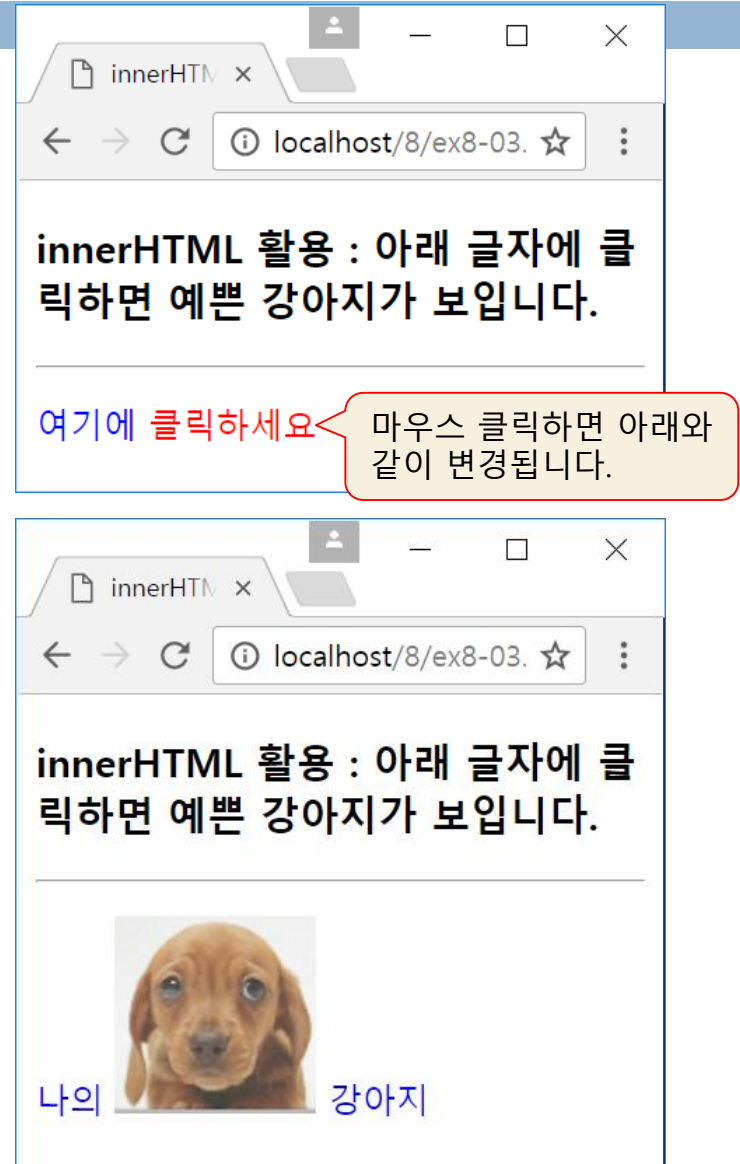 innerHTM
localhost/8/ex8-03.
innerHTML 활용 : 아래 글자에 클
릭하면 예쁜 강아지가 보입니다.
여기에 클릭하세요
마우스 클릭하면 아래와
같이 변경됩니다.
innerHTM
localhost/8/ex8-03.
innerHTML 활용 : 아래 글자에 클
릭하면 예쁜 강아지가 보입니다.
나의 강아지